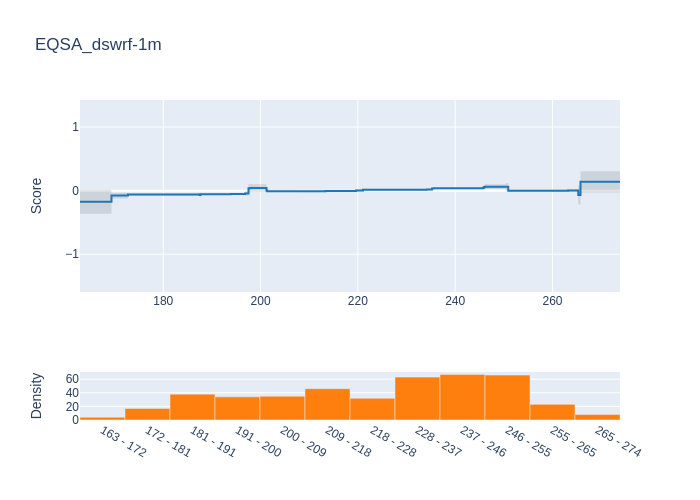 EQSA_dswrf-1m
Score
1
0
−1
180 200 220 240 260
Density
60
40
20
0
163 - 172
172 - 181
181 - 191
191 - 200
200 - 209
209 - 218
218 - 228
228 - 237
237 - 246
246 - 255
255 - 265
265 - 274